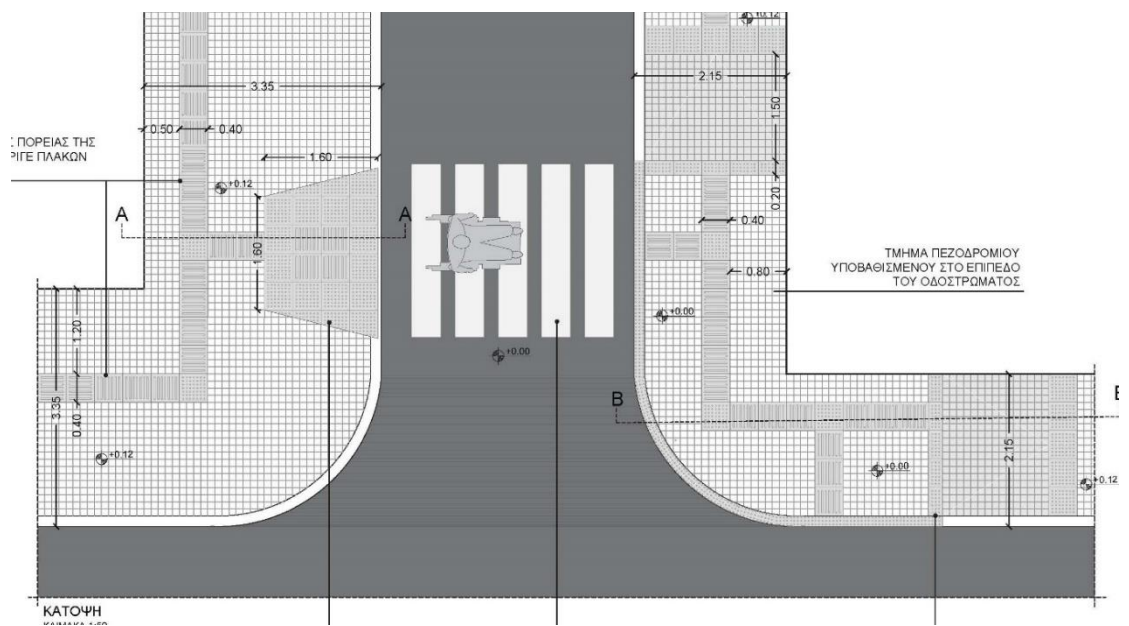 +0.12
3.35
2.15
1.50
0.50
0.40
Σ ΠΟΡΕΙΑΣ ΤΗΣ
ΡΙΓΕ ΠΛΑΚΩΝ
1.60
+0.12
0.20
A
A
0.40
1.60
ΤΜΗΜΑ ΠΕΖΟΔΡΟΜΙΟΥ
ΥΠΟΒΑΘΙΣΜΕΝΟΥ ΣΤΟ ΕΠΙΠΕΔΟ
ΤΟΥ ΟΔΟΣΤΡΩΜΑΤΟΣ
0.80
1.20
+0.00
+0.00
3.35
0.40
B
2.15
+0.12
+0.00
+0.12
ΚΑΤΟΨΗ